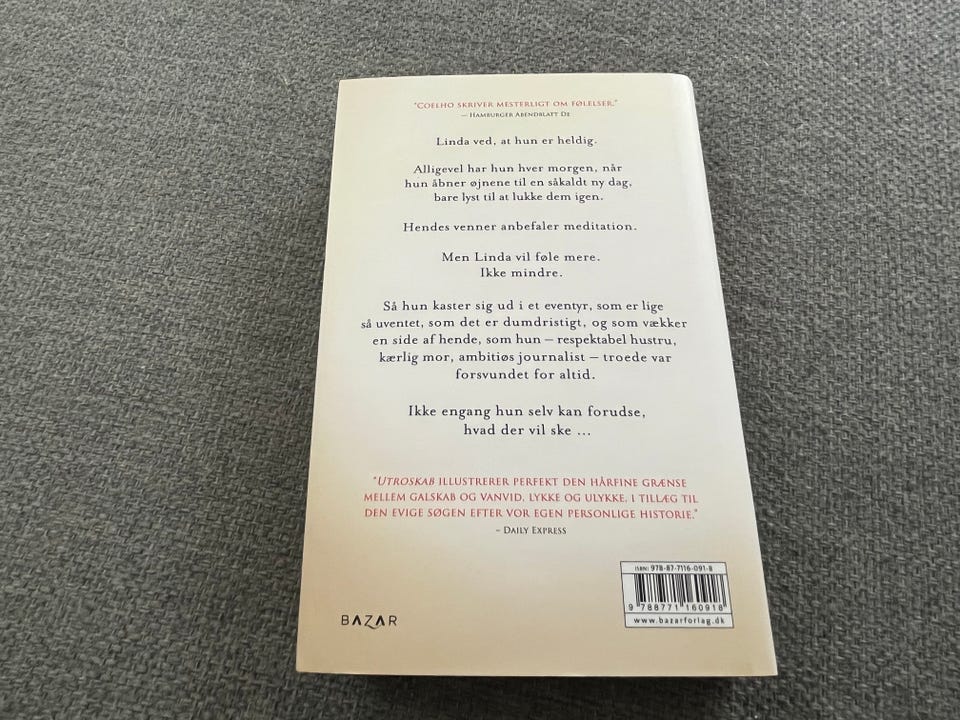 "COELHO SKRIVER MESTERLIGT OM FØLELSER."
— HAMBURGER ABENDBLATT DE
Linda ved, at hun er heldig.
Alligevel har hun hver morgen, når
hun åbner øjnene til en såkaldt ny dag,
bare lyst til at lukke dem igen.
Hendes venner anbefaler meditation.
Men Linda vil føle mere.
Ikke mindre.
Så hun kaster sig ud i et eventyr, som er lige
så uventet, som det er dumdristigt, og som vækker
en side af hende, som hun – respektabel hustru,
kærlig mor, ambitiøs journalist – troede var
forsvundet for altid.
Ikke engang hun selv kan forudse,
hvad der vil ske ...
"UTROSKAB ILLUSTRERER PERFEKT DEN HÅRFINE GRÆNSE
MELLEM GALSKAB OG VANVID, LYKKE OG ULYKKE, I TILLÆG TIL
DEN EVIGE SØGEN EFTER VOR EGEN PERSONLIGE HISTORIE."
– DAILY EXPRESS
ISBN: 978-87-7116-091-8
9 788771 160918
www.bazarforlag.dk
BAZAR